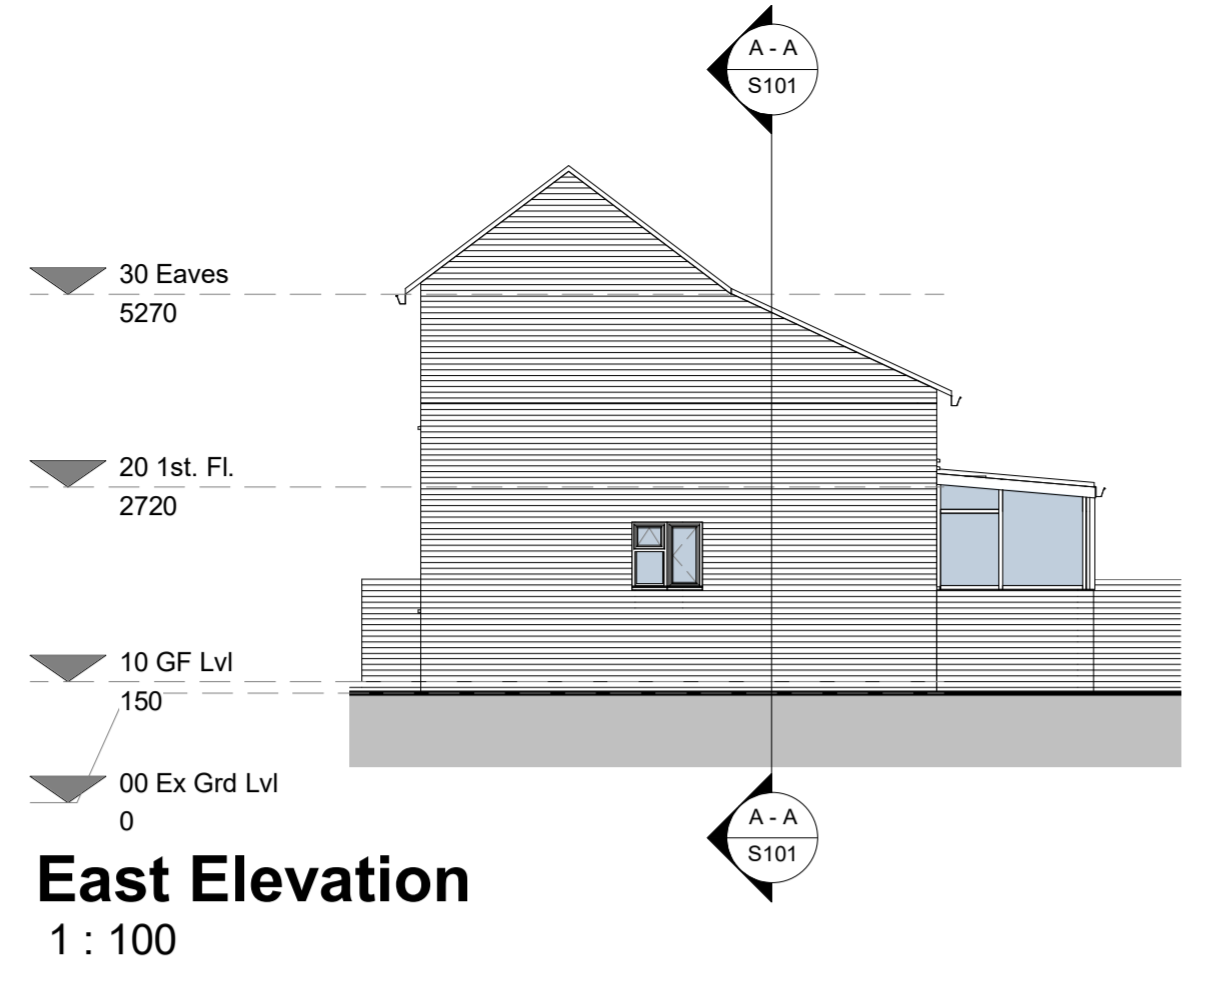 A - A
S101
30 Eaves
5270
20 1st. Fl.
2720
10 GF Lvl
150
00 Ex Grd Lvl
0
A - A
S101
East Elevation
1 : 100